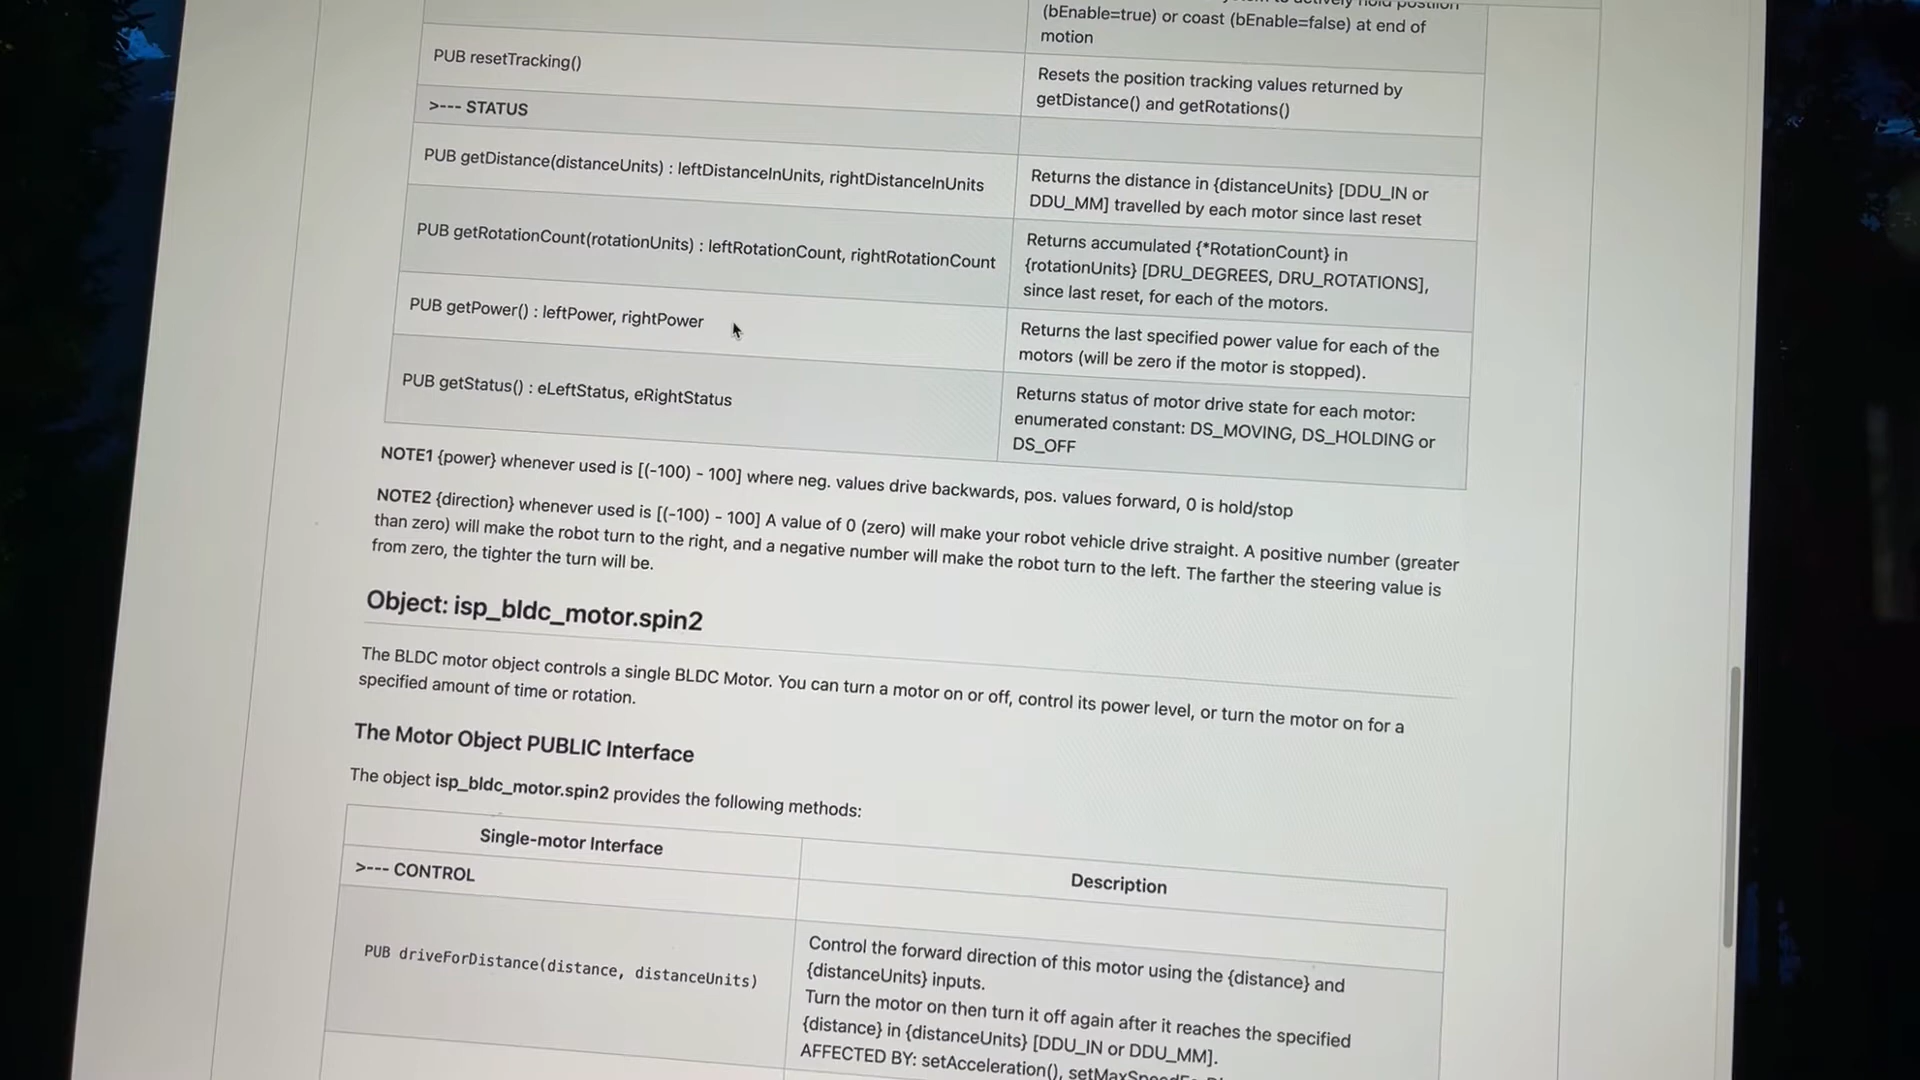 (bEnable=true) or coast (bEnable=false) at end of
motion
PUB resetTracking()
Resets the position tracking values returned by
getDistance() and getRotations()
>--- STATUS
PUB getDistance(distanceUnits) : leftDistanceInUnits, rightDistanceInUnits
Returns the distance in {distanceUnits} [DDU_IN or
DDU_MM] travelled by each motor since last reset
PUB getRotationCount(rotationUnits) : leftRotationCount, rightRotationCount
Returns accumulated {*RotationCount} in
{rotationUnits} [DRU_DEGREES, DRU_ROTATIONS],
since last reset, for each of the motors.
PUB getPower() : leftPower, rightPower
Returns the last specified power value for each of the
motors (will be zero if the motor is stopped).
PUB getStatus() : eLeftStatus, eRightStatus
Returns status of motor drive state for each motor:
enumerated constant: DS_MOVING, DS_HOLDING or
DS_OFF
NOTE1 {power} whenever used is [(-100) - 100] where neg. values drive backwards, pos. values forward, 0 is hold/stop
NOTE2 {direction} whenever used is [(-100) - 100] A value of 0 (zero) will make your robot vehicle drive straight. A positive number (greater
than zero) will make the robot turn to the right, and a negative number will make the robot turn to the left. The farther the steering value is
from zero, the tighter the turn will be.
Object: isp_bldc_motor.spin2
The BLDC motor object controls a single BLDC Motor. You can turn a motor on or off, control its power level, or turn the motor on for a
specified amount of time or rotation.
The Motor Object PUBLIC Interface
The object isp_bldc_motor.spin2 provides the following methods:
Single-motor Interface
Description
>--- CONTROL
PUB driveForDistance(distance, distanceUnits)
Control the forward direction of this motor using the {distance} and
{distanceUnits} inputs.
Turn the motor on then turn it off again after it reaches the specified
{distance} in {distanceUnits} [DDU_IN or DDU_MM].
AFFECTED BY: setAcceleration(),